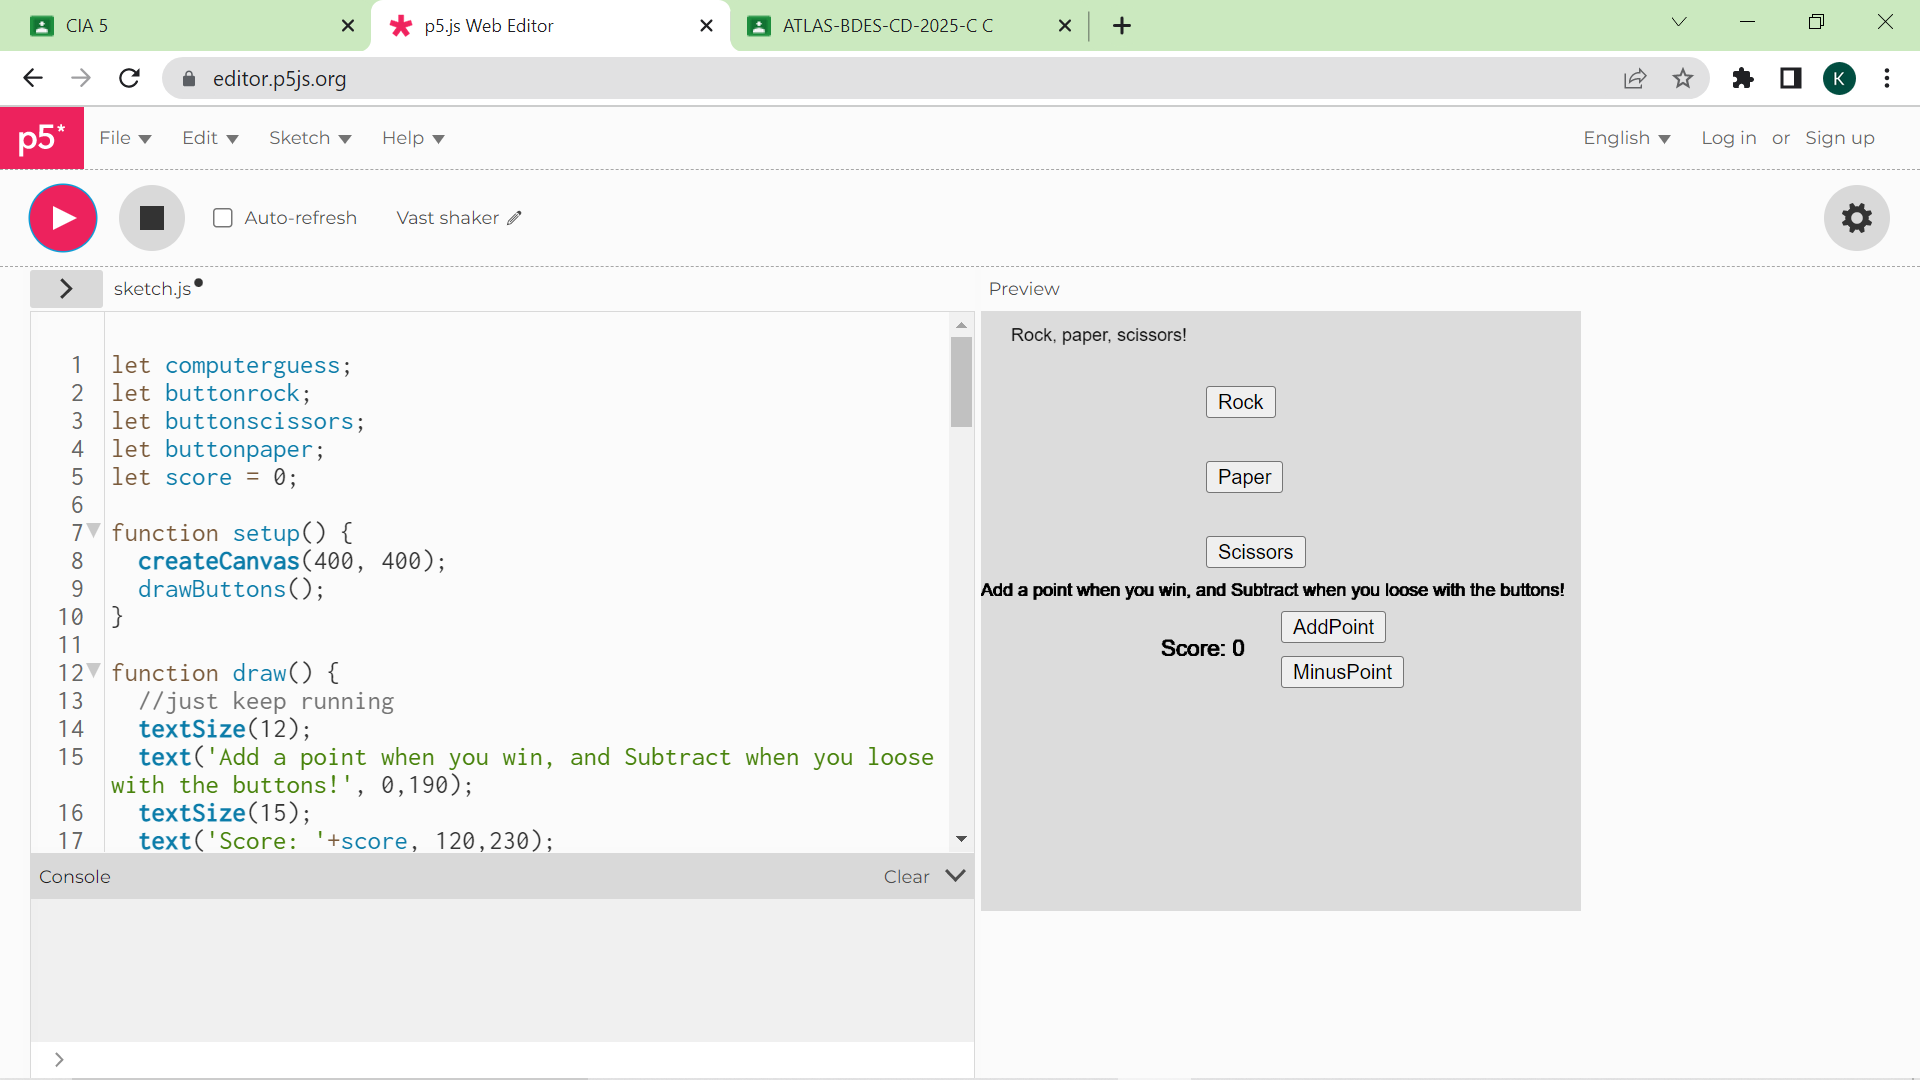 CIA 5
p5.js Web Editor
ATLAS-BDES-CD-2025-C C
editor.p5js.org
K
p5*
File
Edit
Sketch
Help
English
Log in or Sign up
Auto-refresh
Vast shaker
sketch.js
Preview
1 let computerguess;
2 let buttonrock;
3 let buttonscissors;
4 let buttonpaper;
5 let score = 0;
6
7 function setup() {
8 createCanvas(400, 400);
9 drawButtons();
10 }
11
12 function draw() {
13 //just keep running
14 textSize(12);
15 text('Add a point when you win, and Subtract when you loose
with the buttons!', 0,190);
16 textSize(15);
17 text('Score: '+score, 120,230);
Rock, paper, scissors!
Rock
Paper
Scissors
Add a point when you win, and Subtract when you loose with the buttons!
AddPoint
Score: 0
MinusPoint
Console
Clear